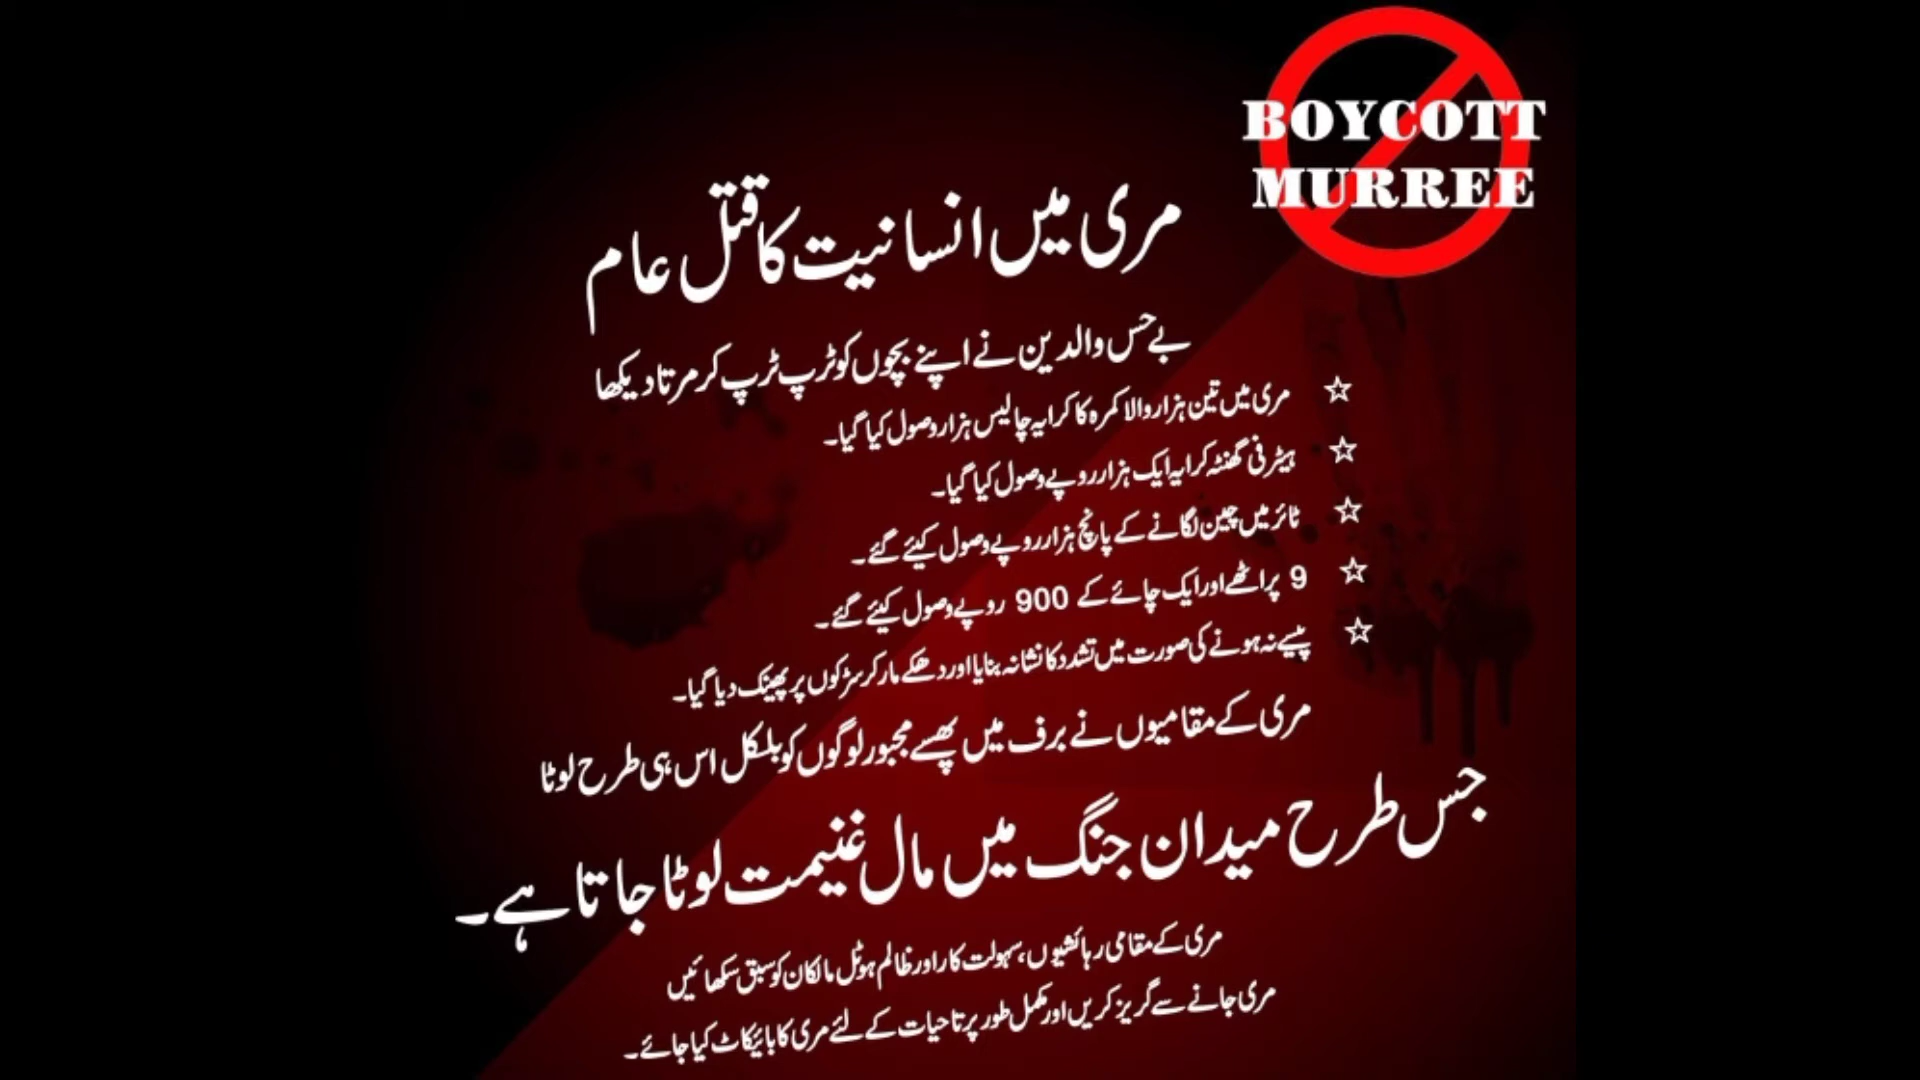 BOYCOTT
MURREE
مری میں انسانیت کا قتل عام
بے حس والدین نے اپنے بچوں کو ٹرپ ٹرپ کر مرتا دیکھا
☆ مری میں تین ہزار والا کمرہ کا کرایہ چالیس ہزار وصول کیا گیا۔
☆ ہیٹر فی گھنٹہ کرایہ ایک ہزار روپے وصول کیا گیا۔
☆ ٹائر میں چین لگانے کے پانچ ہزار روپے وصول کیئے گئے۔
☆ 9 پراٹھے اور ایک چائے کے 900 روپے وصول کیئے گئے۔
☆ پیسے نہ ہونے کی صورت میں تشدد کا نشانہ بنایا اور دھکے مار کر سڑکوں پر پھینک دیا گیا۔
مری کے مقامیوں نے برف میں پھسے مجبور لوگوں کو بلکل اس ہی طرح لوٹا
جس طرح میدان جنگ میں مال غنیمت لوٹا جاتا ہے۔
مری کے مقامی رہائشیوں، سہولت کار اور ظالم ہوٹل مالکان کو سبق سکھائیں
مری جانے سے گریز کریں اور مکمل طور پر تاحیات کے لئے مری کا بائیکاٹ کیا جائے۔